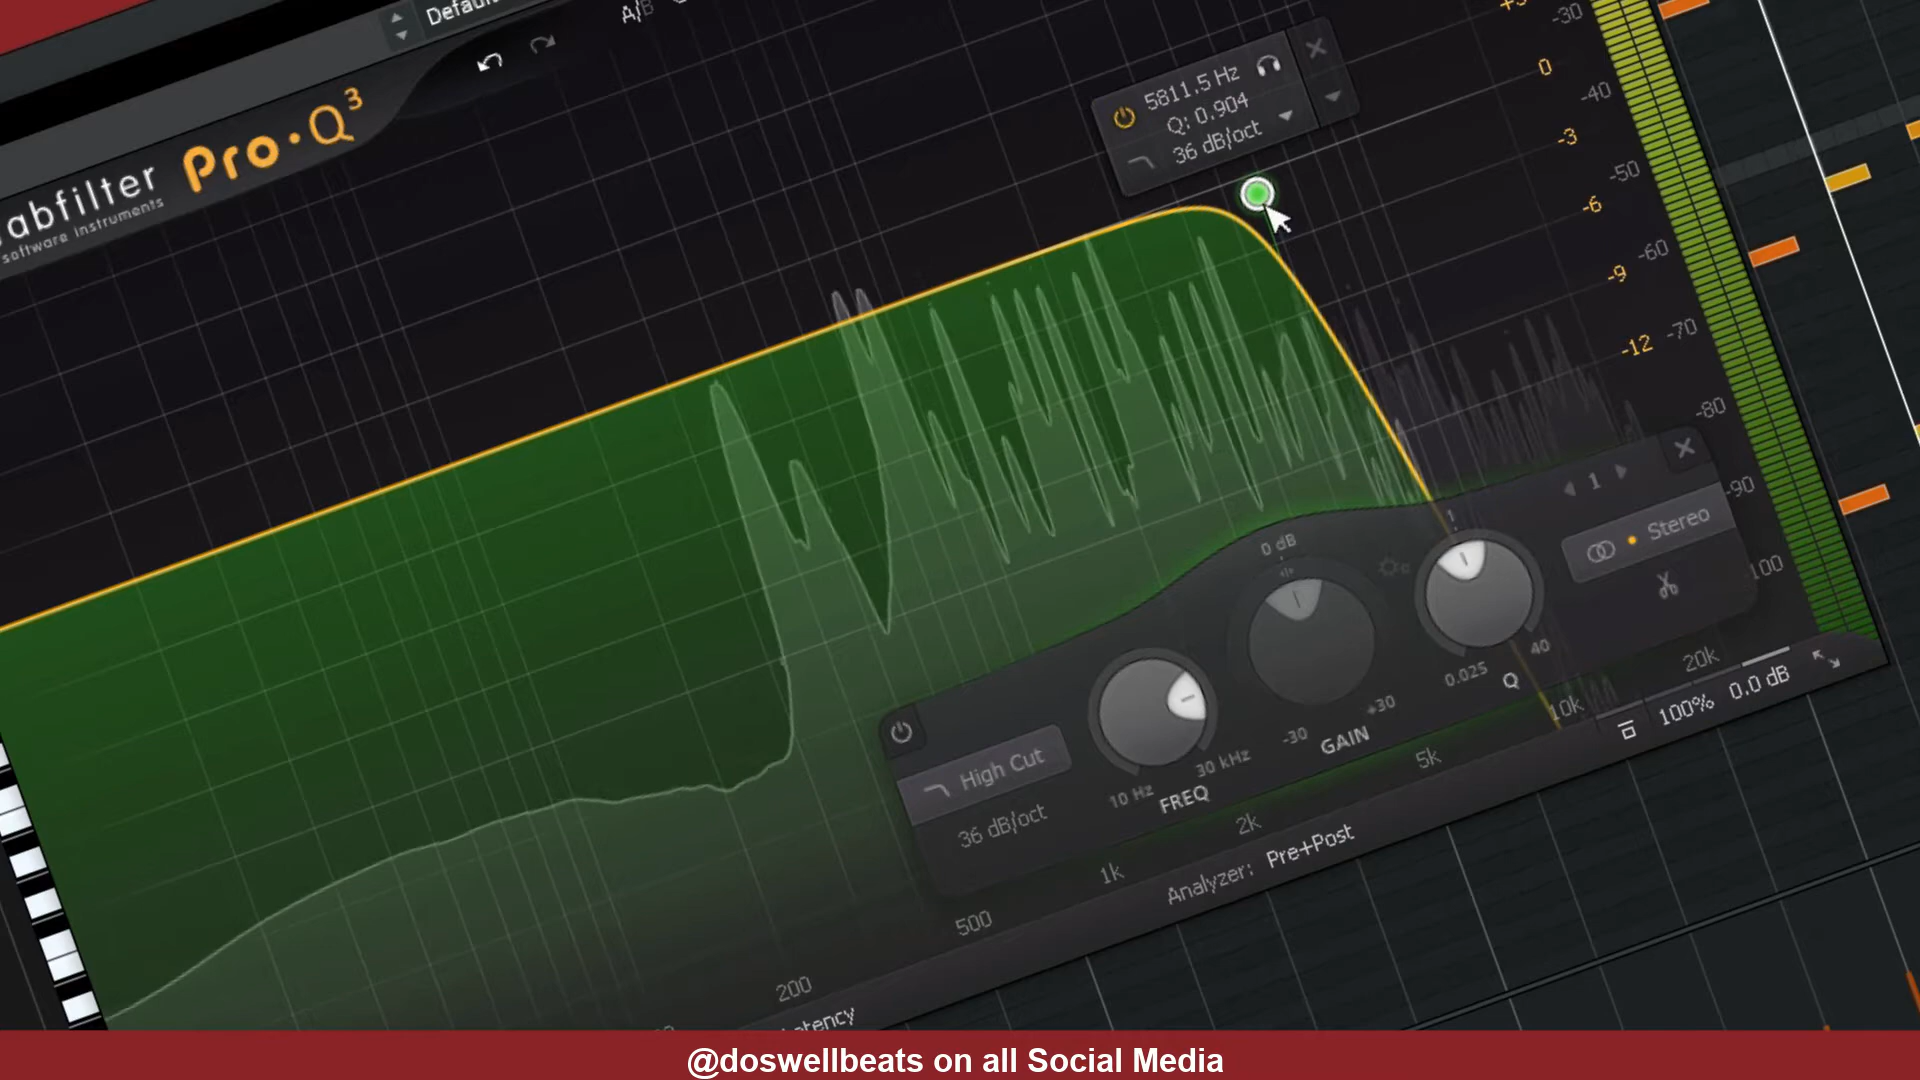 A/B
Pro·Q3
software instruments
5811.5 Hz
Q: 0.904
36 dB/oct
-30
0
-40
-3
-50
-6
-60
-9
-70
-12
-80
-90
1
Stereo
0 dB
High Cut
36 dB/oct
10 Hz
30 kHz
FREQ
-30
+30
GAIN
0.025
40
Q
200
500
1k
2k
5k
10k
20k
Analyzer: Pre+Post
100%
0.0 dB
@doswellbeats on all Social Media